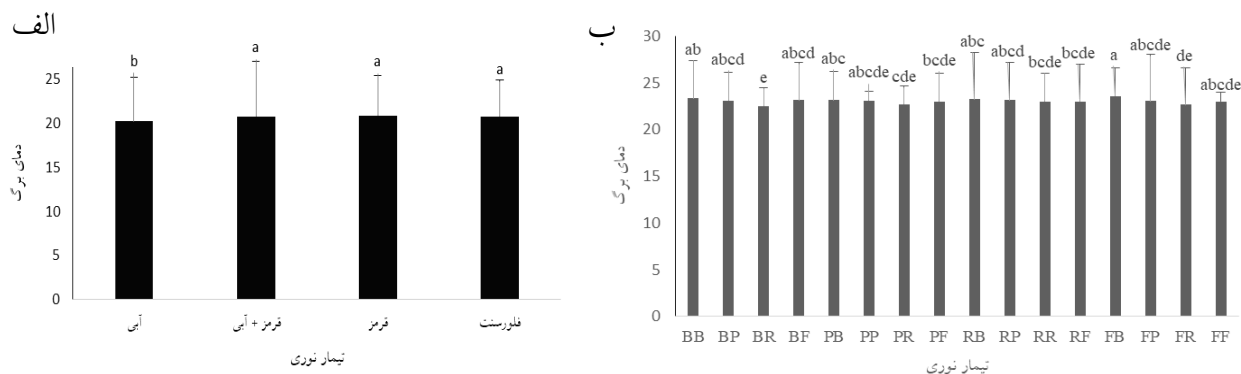 الف
b
a
a
a
25
20
15
10
5
0
دمای برگ
آبی
قرمز + آبی
قرمز
فلورسنت
تیمار نوری
ب
ab
abcd
e
abcd
abc
abcde
cde
bcde
abc
abcd
bcde
bcde
a
abcde
de
abcde
30
25
20
15
10
5
0
دمای برگ
BB BP BR BF PB PP PR PF RB RP RR RF FB FP FR FF
تیمار نوری